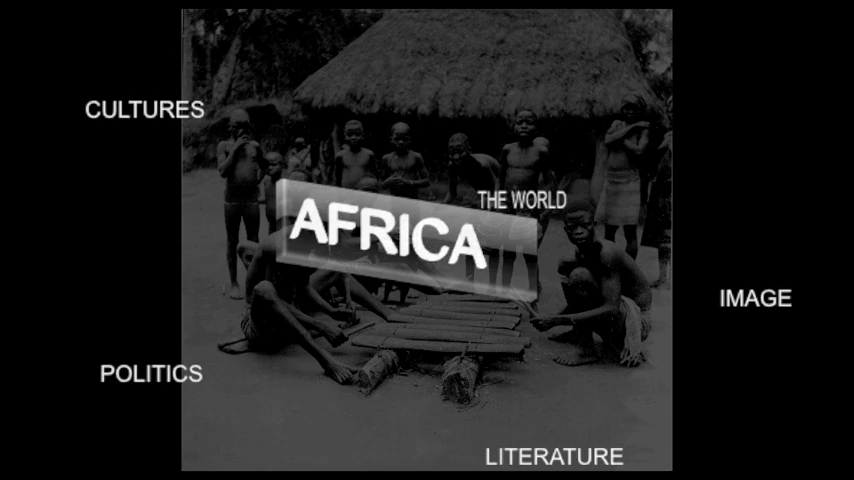 CULTURES
THE WORLD
AFRICA
IMAGE
POLITICS
LITERATURE